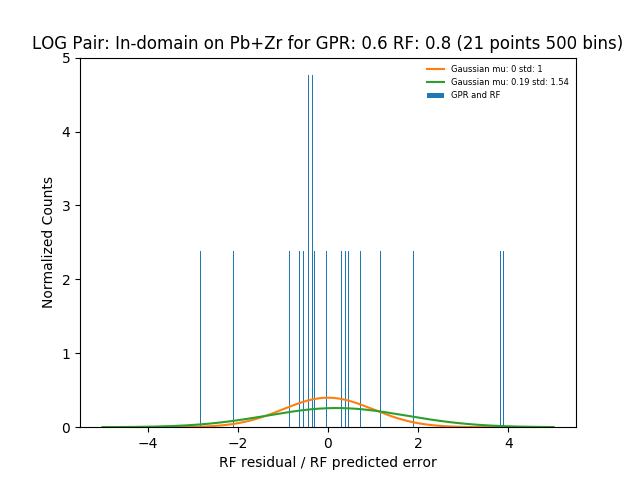 LOG Pair: In-domain on Pb+Zr for GPR: 0.6 RF: 0.8 (21 points 500 bins)
Gaussian mu: 0 std: 1
Gaussian mu: 0.19 std: 1.54
GPR and RF
Normalized Counts
5
4
3
2
1
0
−4 −2 0 2 4
RF residual / RF predicted error